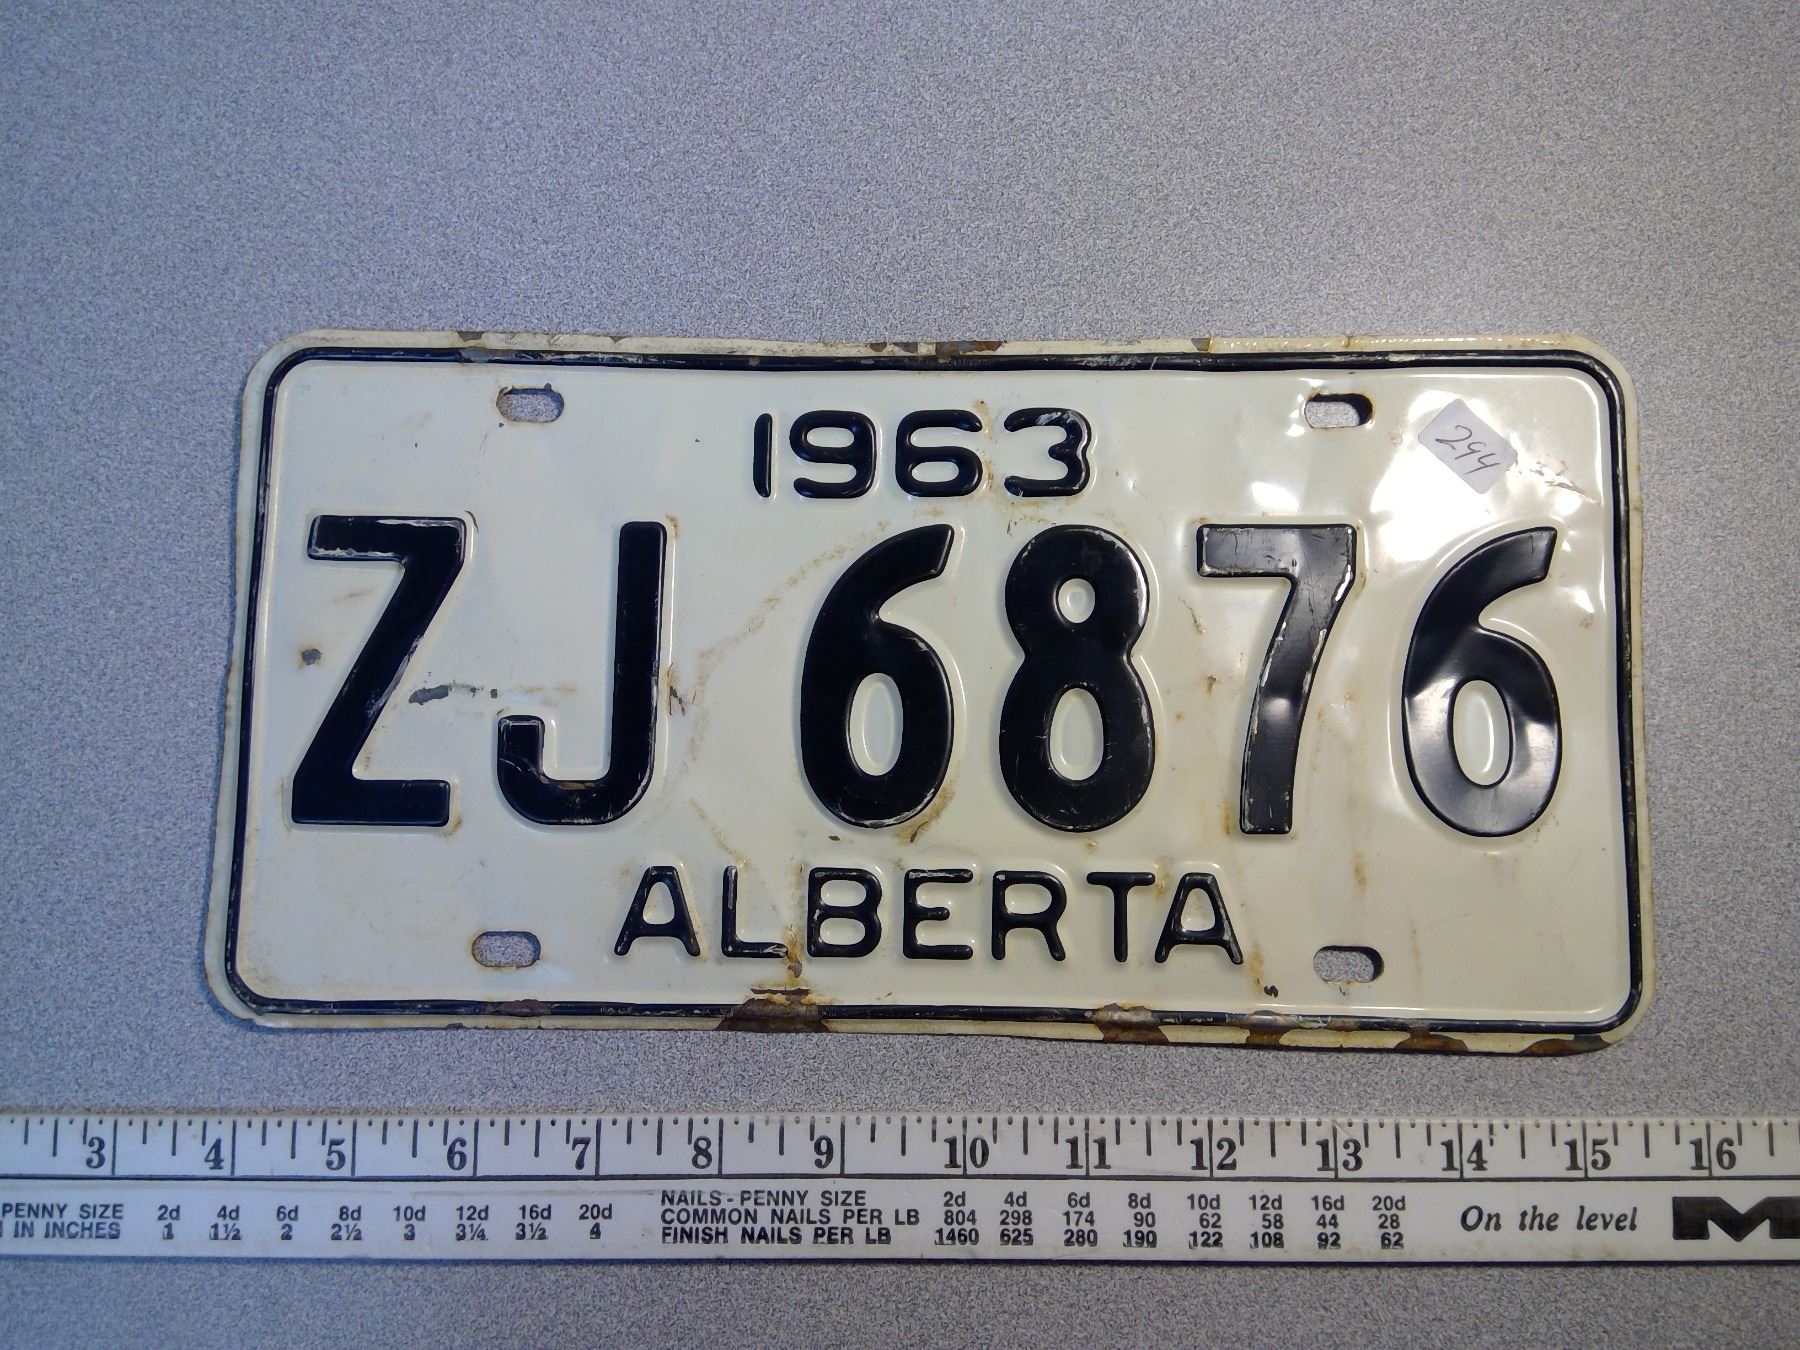 1963
294
ZJ 6876
ALBERTA
3 4 5 6 7 8 9 10 11 12 13 14 15 16
PENNY SIZE 2d 4d 6d 8d 10d 12d 16d 20d
IN INCHES 1 1½ 2 2½ 3 3¼ 3½ 4
NAILS - PENNY SIZE 2d 4d 6d 8d 10d 12d 16d 20d
COMMON NAILS PER LB 804 298 174 90 62 58 44 28
FINISH NAILS PER LB 1460 625 280 190 122 108 92 62
On the level